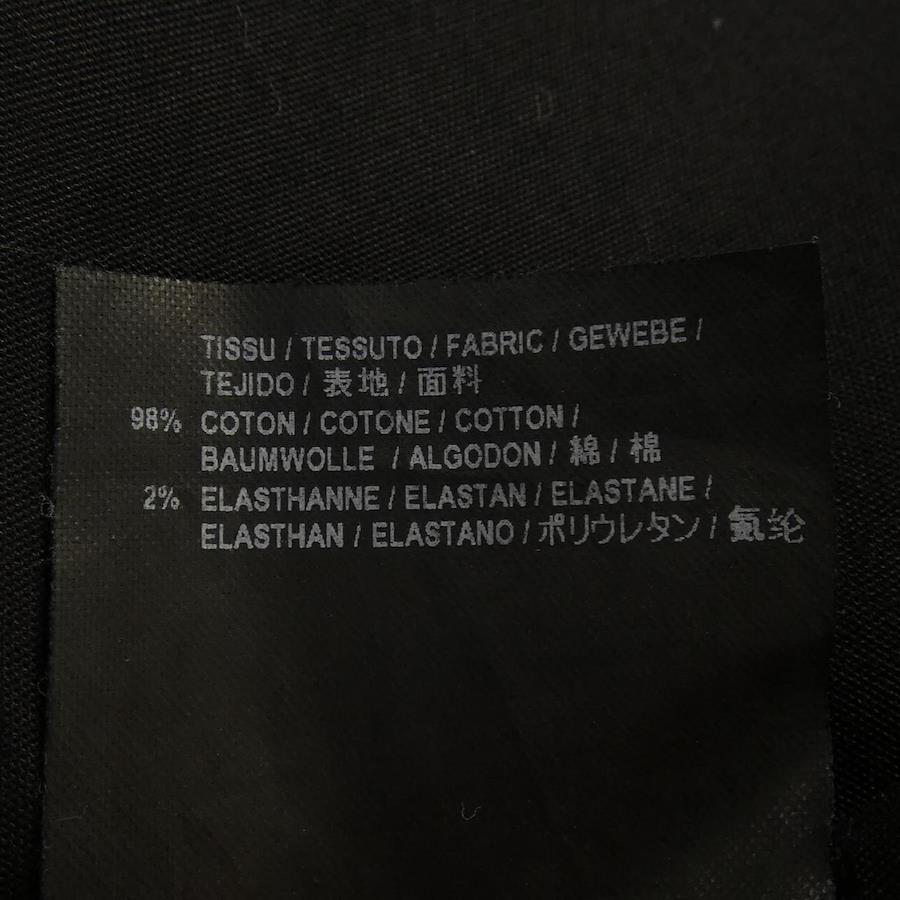 TISSU / TESSUTO / FABRIC / GEWEBE /
TEJIDO / 表地 / 面料
98% COTON / COTONE / COTTON /
BAUMWOLLE / ALGODON / 綿 / 棉
2% ELASTHANNE / ELASTAN / ELASTANE /
ELASTHAN / ELASTANO / ポリウレタン / 氨纶